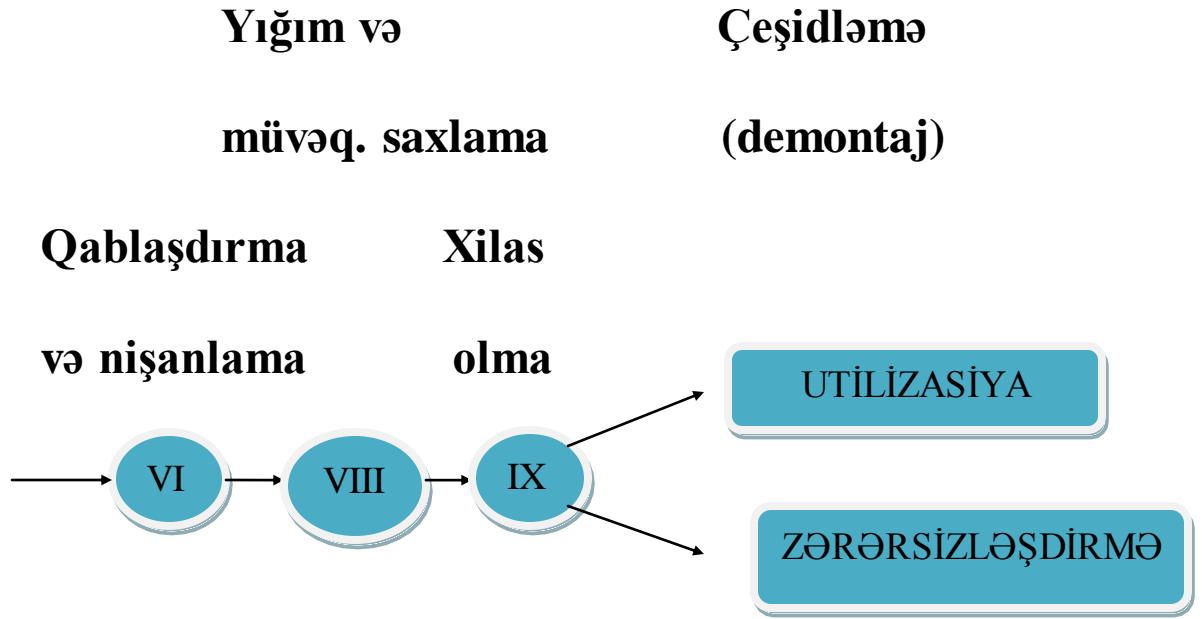 Yığım və Çeşidləmə
müvəq. saxlama (demontaj)
Qablaşdırma Xilas
və nişanlama olma
UTİLİZASİYA
VI VIII IX
ZƏRƏRSİZLƏŞDİRMƏ